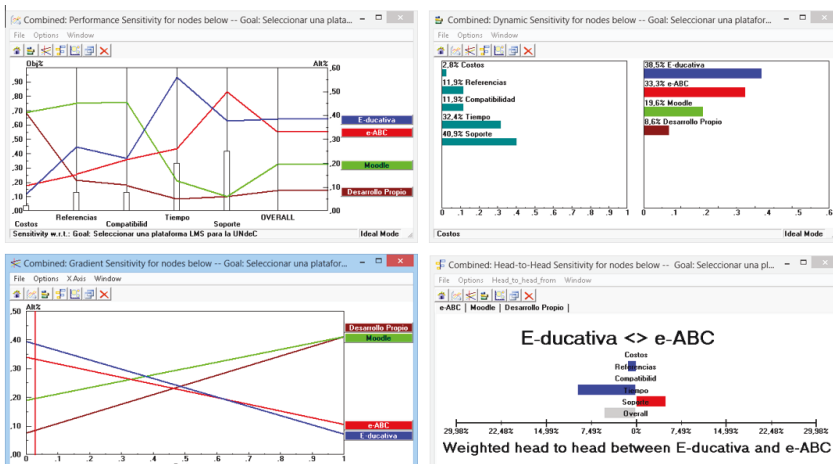 Combined: Performance Sensitivity for nodes below -- Goal: Seleccionar una plata...
File Options Window
Obj% Alt%
.90
.80
.70
.60
.50
.40
.30
.20
.10
.00
.60
.50
.40
.30
.20
.10
.00
E-ducativa
e-ABC
Moodle
Desarrollo Propio
Costos Referencias Compatibilid Tiempo Soporte OVERALL
Sensitivity w.r.t.: Goal: Seleccionar una plataforma LMS para la UNdeC Ideal Mode
Combined: Dynamic Sensitivity for nodes below -- Goal: Seleccionar una platafor...
File Options Window
2,8% Costos
11,9% Referencias
11,9% Compatibilidad
32,4% Tiempo
40,9% Soporte
0 .1 .2 .3 .4 .5 .6 .7 .8 .9 1
38,5% E-ducativa
33,3% e-ABC
19,6% Moodle
8,6% Desarrollo Propio
0 .1 .2 .3 .4 .5 .6
Costos Ideal Mode
Combined: Gradient Sensitivity for nodes below -- Goal: Seleccionar una platafor...
File Options X Axis Window
Alt%
.50
.40
.30
.20
.10
.00
Desarrollo Propio
Moodle
e-ABC
E-ducativa
0 .1 .2 .3 .4 .5 .6 .7 .8 .9 1
Combined: Head-to-Head Sensitivity for nodes below -- Goal: Seleccionar una pl...
File Options Head_to_head_from Window
e-ABC | Moodle | Desarrollo Propio |
E-ducativa <> e-ABC
Costos
Referencias
Compatibilid
Tiempo
Soporte
Overall
29,98% 22,48% 14,99% 7,49% 0% 7,49% 14,99% 22,48% 29,98%
Weighted head to head between E-ducativa and e-ABC